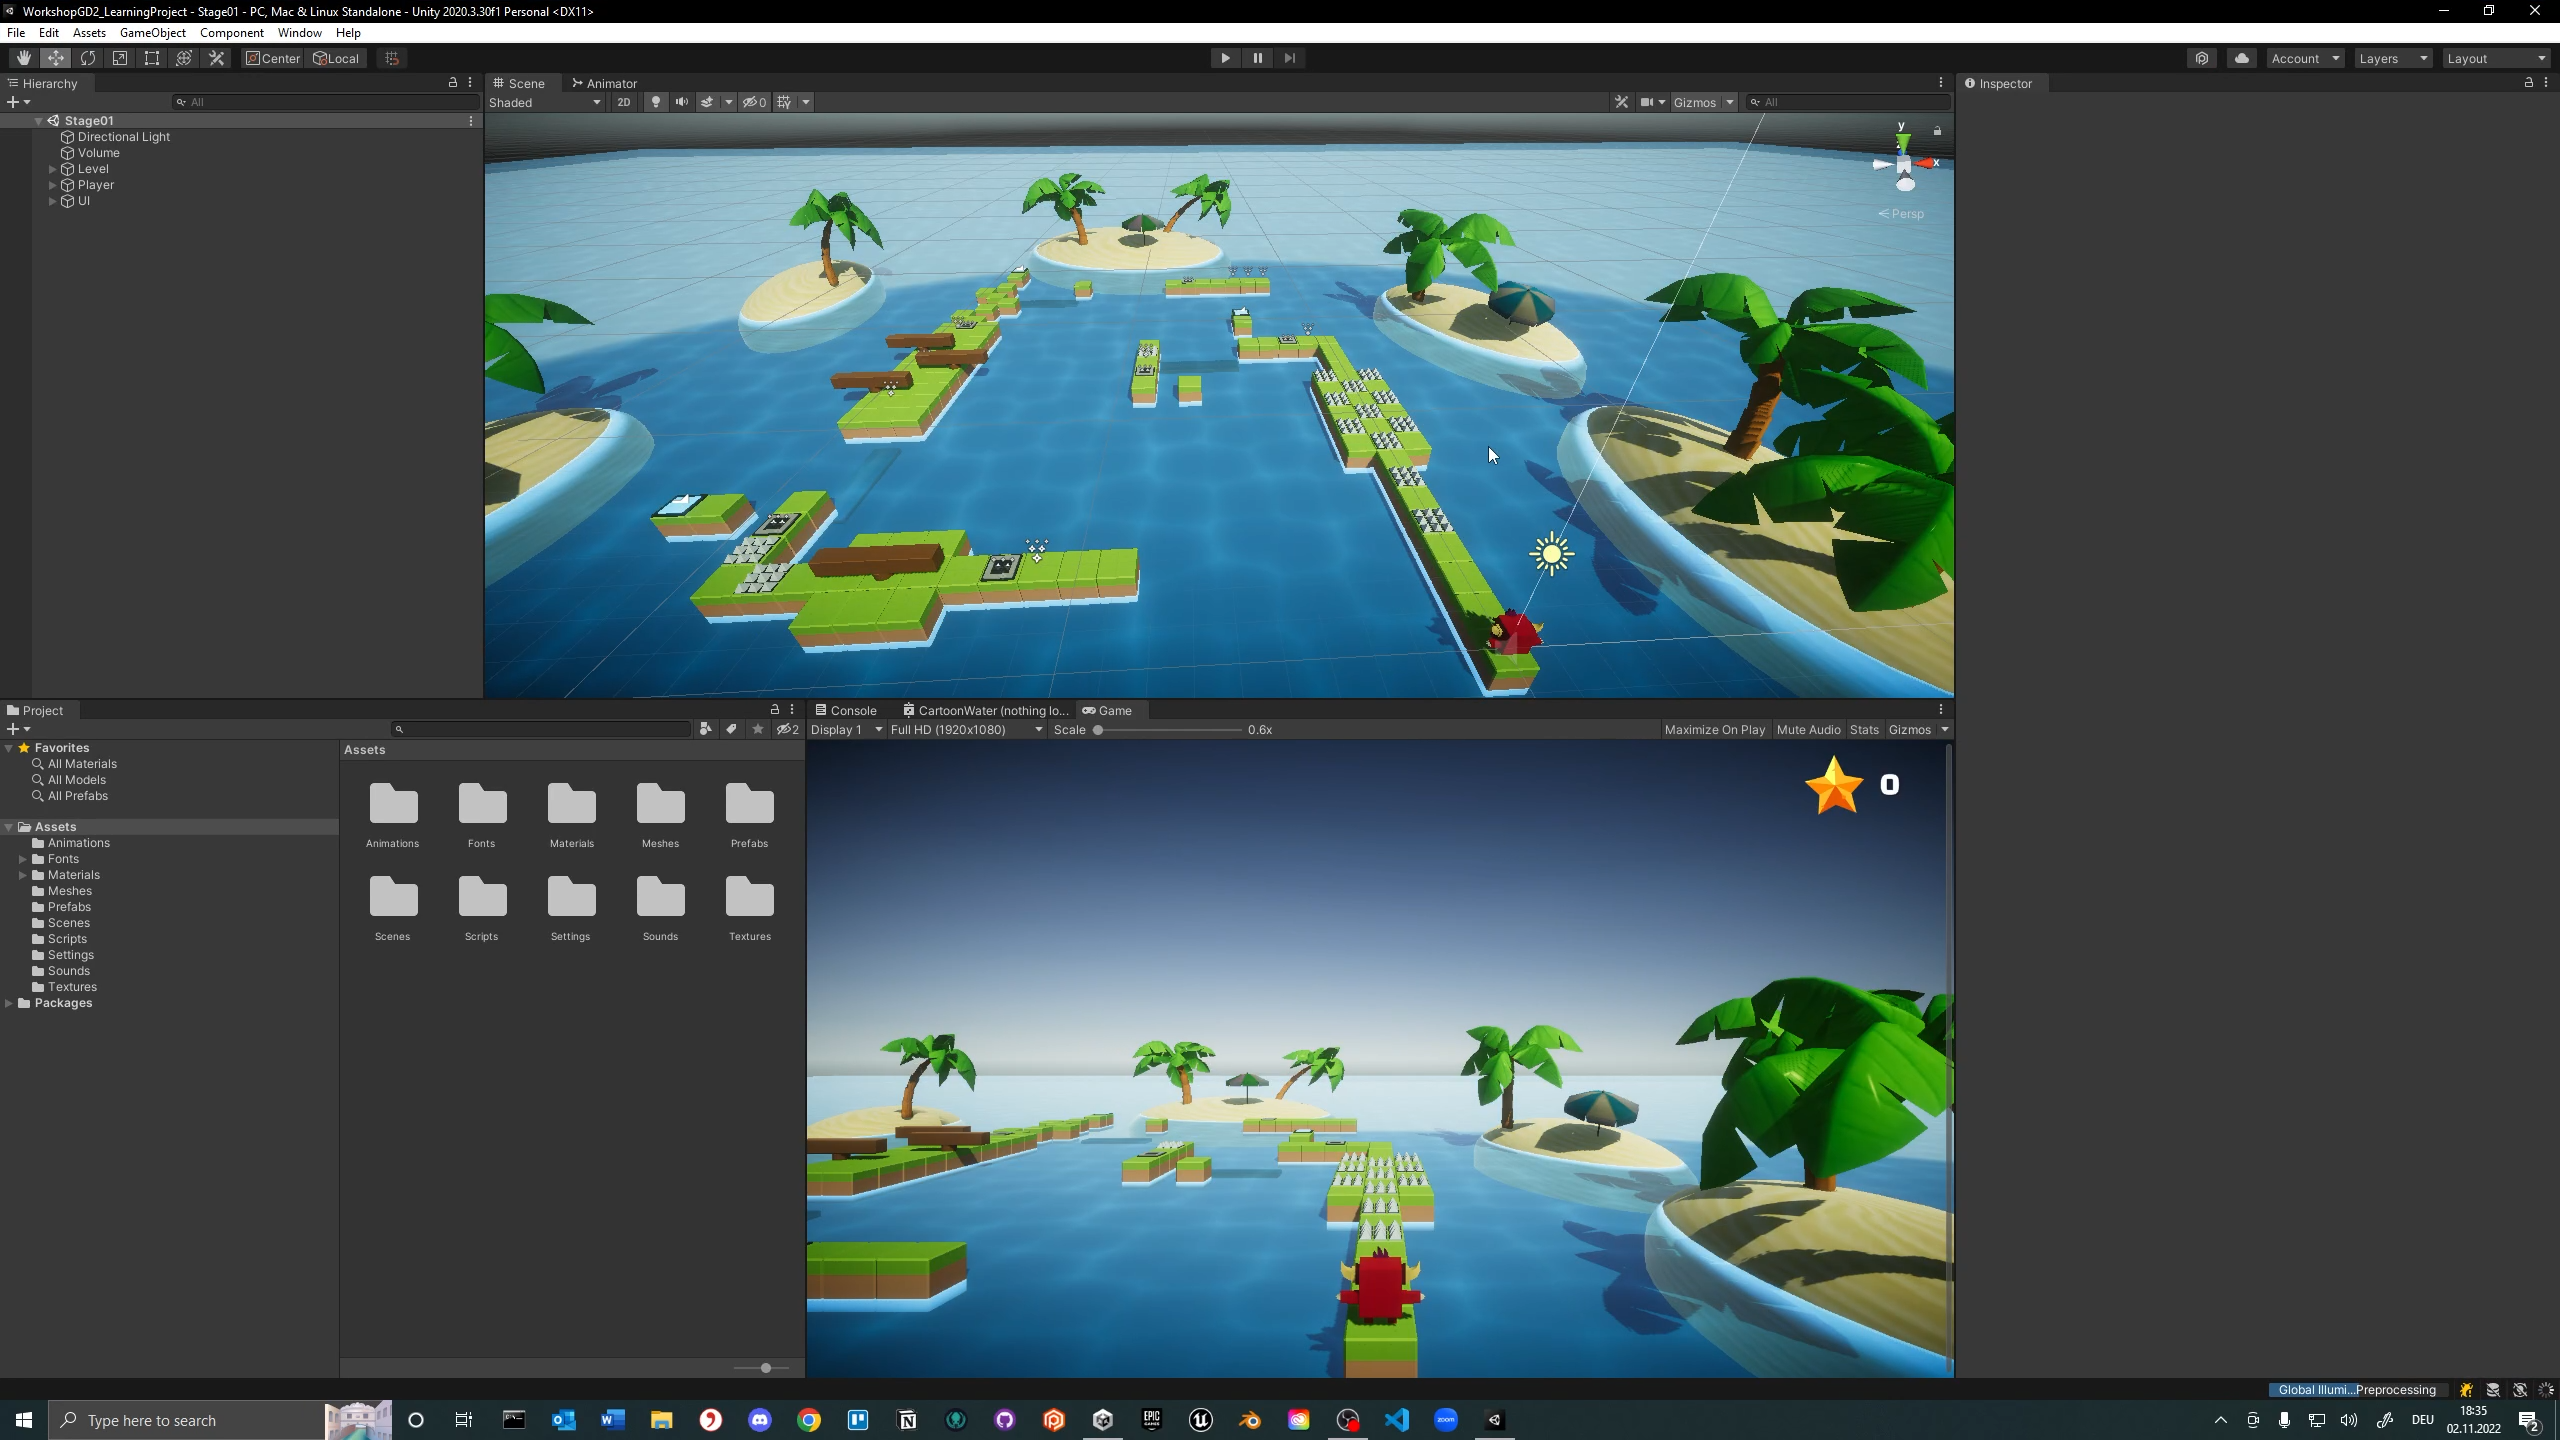 WorkshopGD2_LearningProject - Stage01 - PC, Mac & Linux Standalone - Unity 2020.3.30f1 Personal <DX11>
File Edit Assets GameObject Component Window Help
Center Local Account Layers Layout
Hierarchy
All
Stage01
Directional Light
Volume
Level
Player
UI
Scene Animator
Shaded 2D 0 Gizmos All
y
x
Persp
Inspector
Project
2
Favorites
All Materials
All Models
All Prefabs
Assets
Animations
Fonts
Materials
Meshes
Prefabs
Scenes
Scripts
Settings
Sounds
Textures
Packages
Assets
Animations Fonts Materials Meshes Prefabs
Scenes Scripts Settings Sounds Textures
Console CartoonWater (nothing lo... Game
Display 1 Full HD (1920x1080) Scale 0.6x Maximize On Play Mute Audio Stats Gizmos
0
Global Illumi...Preprocessing
Type here to search
EPIC GAMES
zoom
DEU
18:35
02.11.2022
2